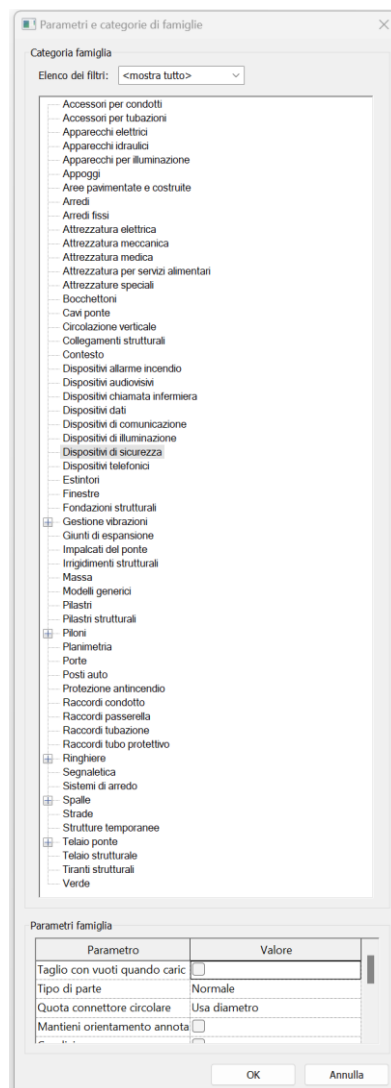 Parametri e categorie di famiglie
Categoria famiglia
Elenco dei filtri: <mostra tutto>
Accessori per condotti
Accessori per tubazioni
Apparecchi elettrici
Apparecchi idraulici
Apparecchi per illuminazione
Appoggi
Aree pavimentate e costruite
Arredi
Arredi fissi
Attrezzatura elettrica
Attrezzatura meccanica
Attrezzatura medica
Attrezzatura per servizi alimentari
Attrezzature speciali
Bocchettoni
Cavi ponte
Circolazione verticale
Collegamenti strutturali
Contesto
Dispositivi allarme incendio
Dispositivi audiovisivi
Dispositivi chiamata infermiera
Dispositivi dati
Dispositivi di comunicazione
Dispositivi di illuminazione
Dispositivi di sicurezza
Dispositivi telefonici
Estintori
Finestre
Fondazioni strutturali
Gestione vibrazioni
Giunti di espansione
Impalcati del ponte
Irrigidimenti strutturali
Massa
Modelli generici
Pilastri
Pilastri strutturali
Piloni
Planimetria
Porte
Posti auto
Protezione antincendio
Raccordi condotto
Raccordi passerella
Raccordi tubazione
Raccordi tubo protettivo
Ringhiere
Segnaletica
Sistemi di arredo
Spalle
Strade
Strutture temporanee
Telaio ponte
Telaio strutturale
Tiranti strutturali
Verde
Parametri famiglia
Parametro Valore
Taglio con vuoti quando caric
Tipo di parte Normale
Quota connettore circolare Usa diametro
Mantieni orientamento annota
OK Annulla